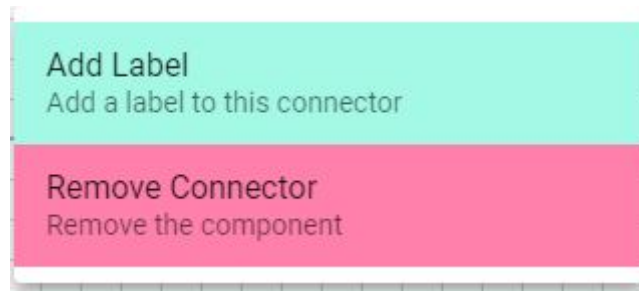 Add Label
Add a label to this connector
Remove Connector
Remove the component